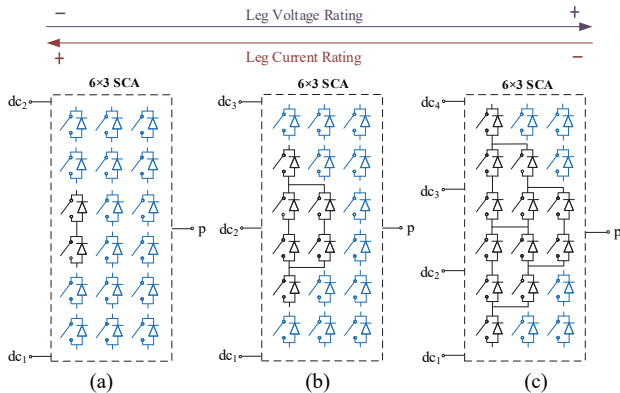 − Leg Voltage Rating +
+ Leg Current Rating −
6×3 SCA 6×3 SCA 6×3 SCA
dc₂ dc₃ dc₄
dc₃
dc₂ p p p
dc₂
dc₁ dc₁ dc₁
(a) (b) (c)